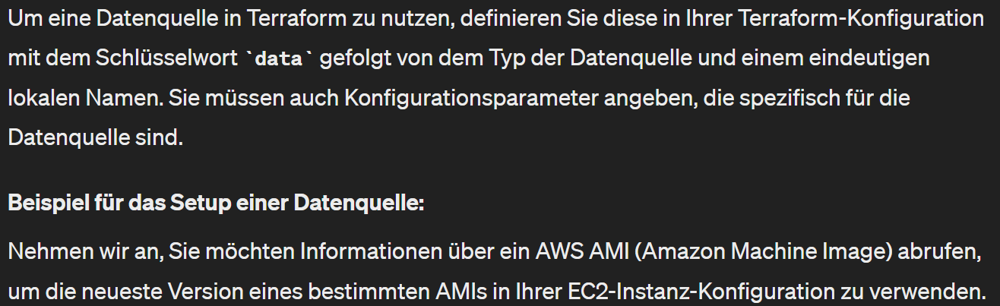 Um eine Datenquelle in Terraform zu nutzen, definieren Sie diese in Ihrer Terraform-Konfiguration
mit dem Schlüsselwort `data` gefolgt von dem Typ der Datenquelle und einem eindeutigen
lokalen Namen. Sie müssen auch Konfigurationsparameter angeben, die spezifisch für die
Datenquelle sind.
Beispiel für das Setup einer Datenquelle:
Nehmen wir an, Sie möchten Informationen über ein AWS AMI (Amazon Machine Image) abrufen,
um die neueste Version eines bestimmten AMIs in Ihrer EC2-Instanz-Konfiguration zu verwenden.